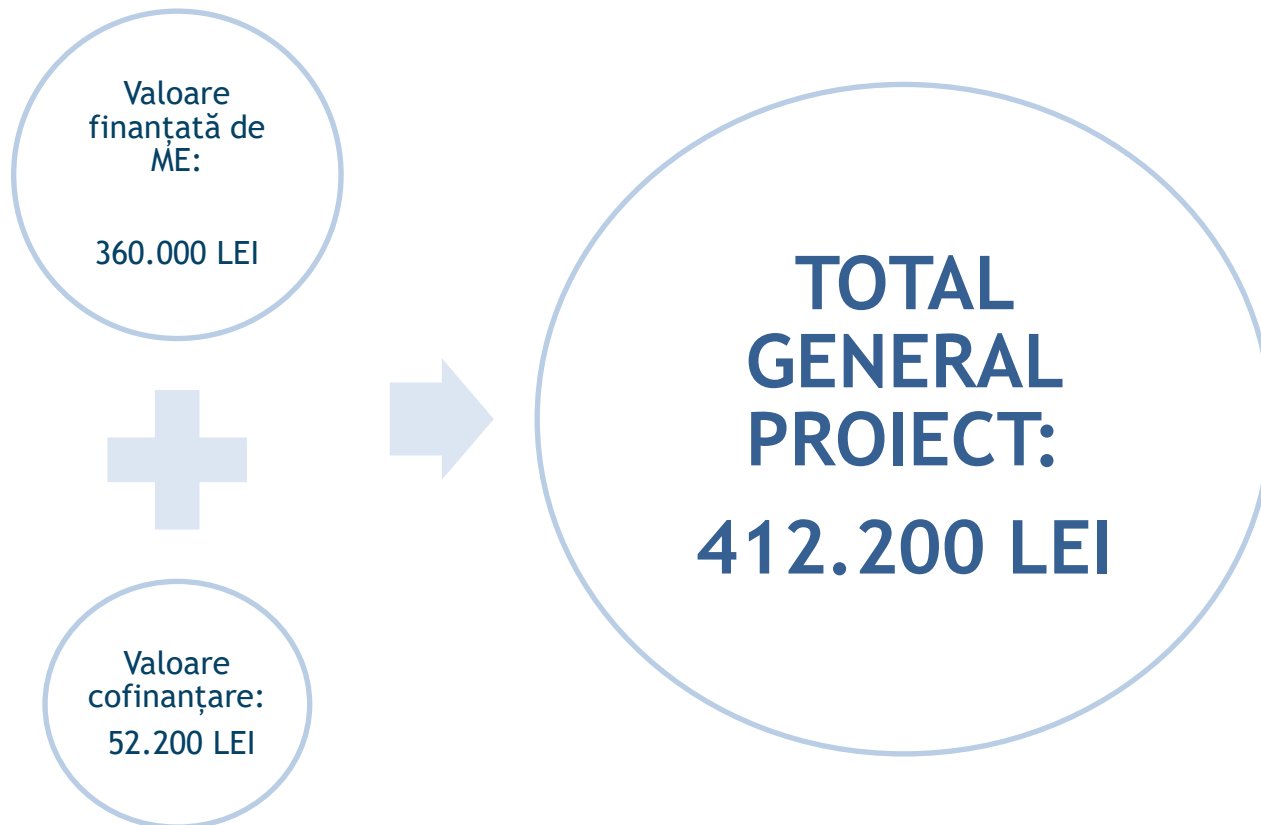 Valoare
finanțată de
ME:
360.000 LEI
Valoare
cofinanțare:
52.200 LEI
TOTAL
GENERAL
PROIECT:
412.200 LEI